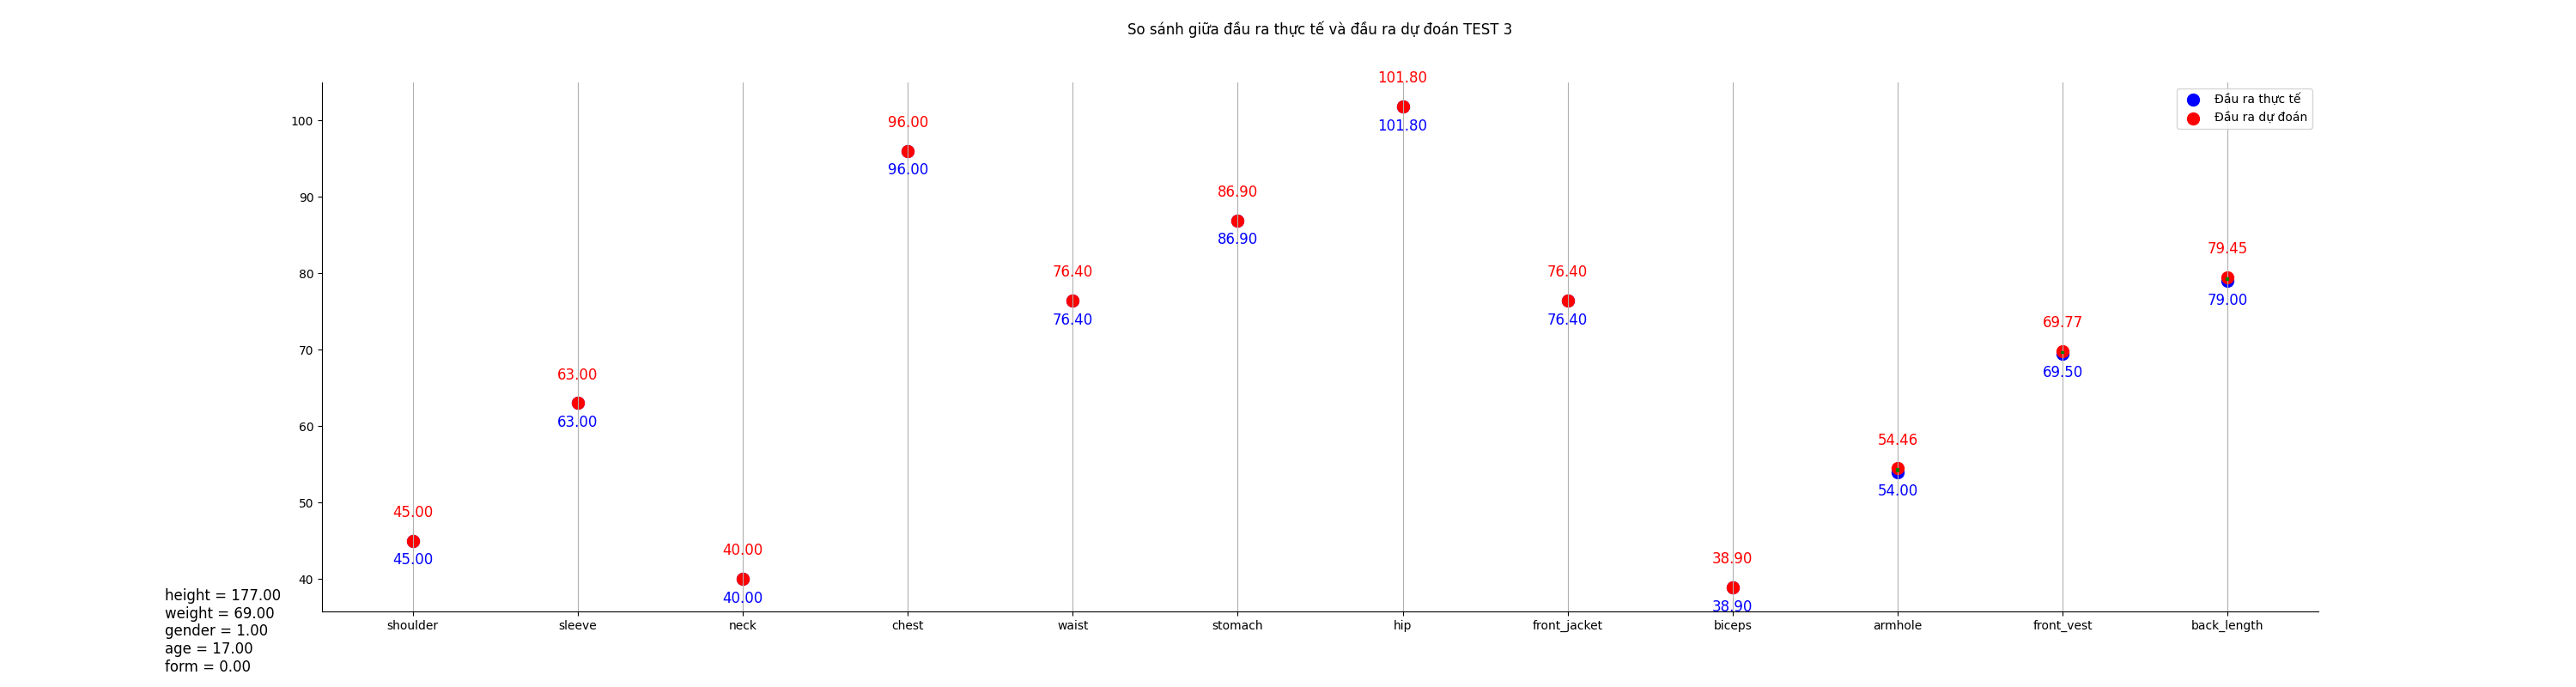 So sánh giữa đầu ra thực tế và đầu ra dự đoán TEST 3
Đầu ra thực tế
Đầu ra dự đoán
100
90
80
70
60
50
40
45.00
45.00
63.00
63.00
40.00
40.00
96.00
96.00
76.40
76.40
86.90
86.90
101.80
101.80
76.40
76.40
38.90
38.90
54.46
54.00
69.77
69.50
79.45
79.00
shoulder
sleeve
neck
chest
waist
stomach
hip
front_jacket
biceps
armhole
front_vest
back_length
height = 177.00
weight = 69.00
gender = 1.00
age = 17.00
form = 0.00